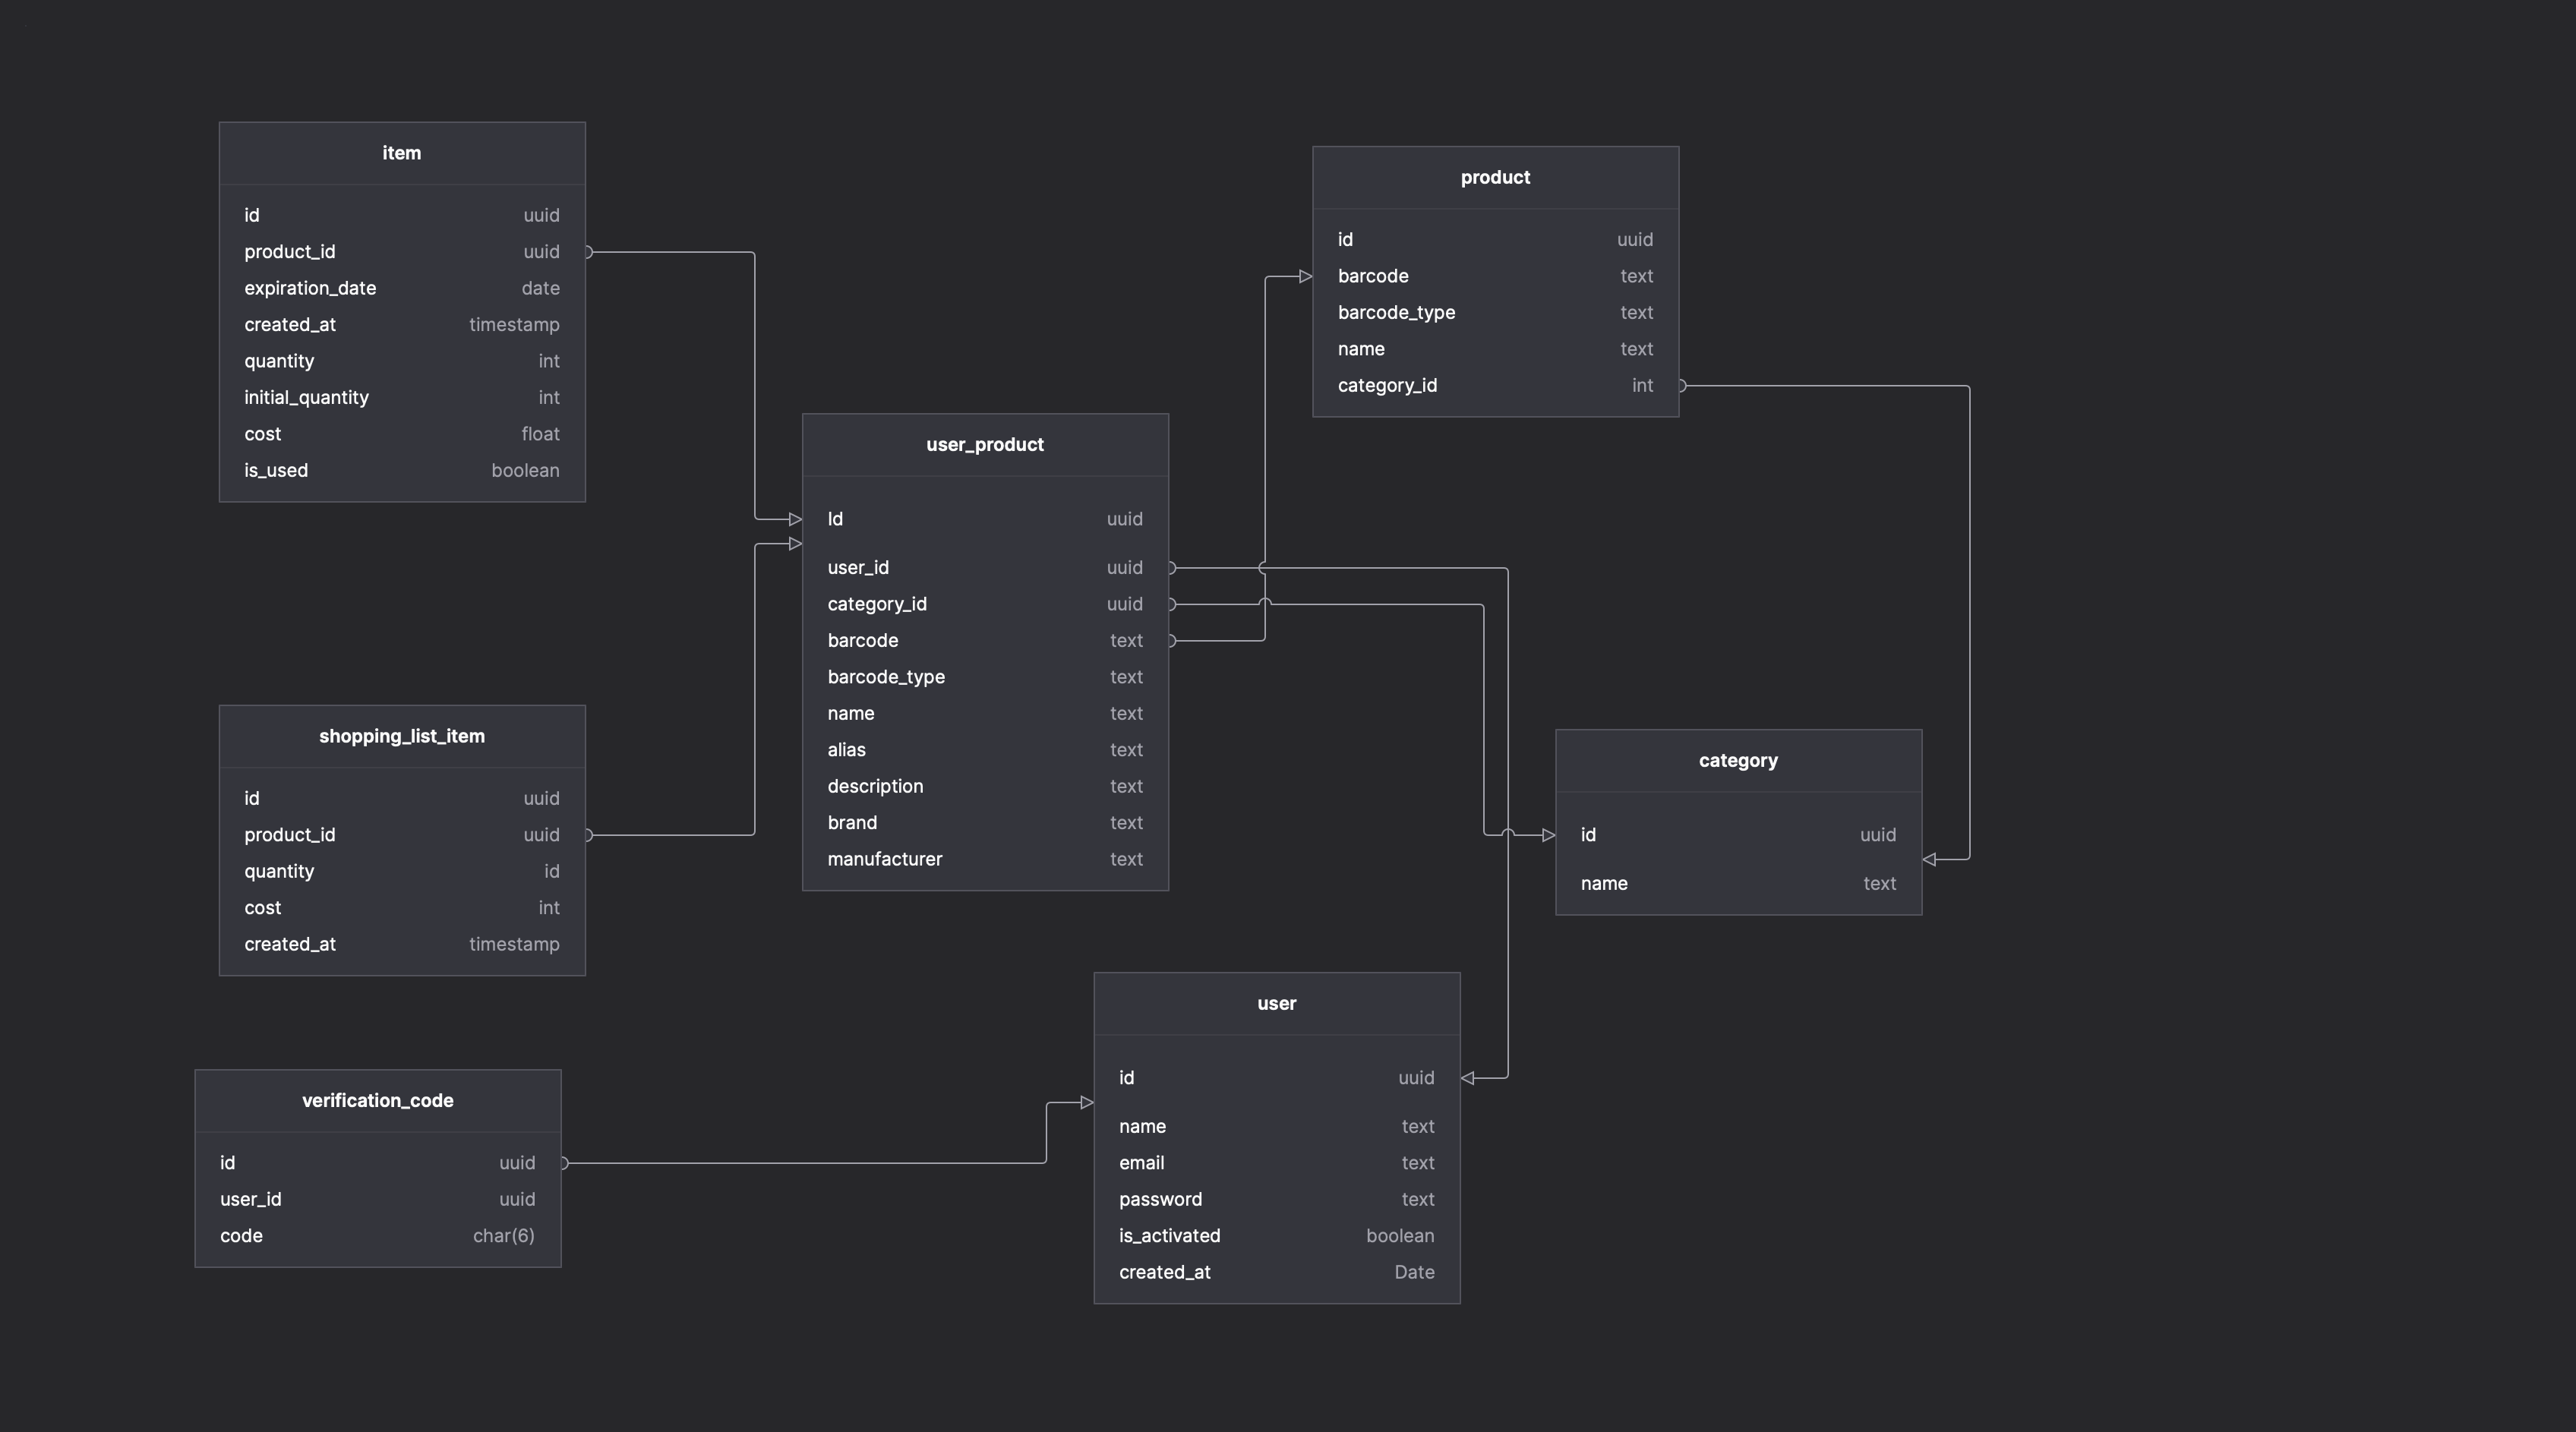 item
id uuid
product_id uuid
expiration_date date
created_at timestamp
quantity int
initial_quantity int
cost float
is_used boolean
product
id uuid
barcode text
barcode_type text
name text
category_id int
user_product
Id uuid
user_id uuid
category_id uuid
barcode text
barcode_type text
name text
alias text
description text
brand text
manufacturer text
shopping_list_item
id uuid
product_id uuid
quantity id
cost int
created_at timestamp
category
id uuid
name text
user
id uuid
name text
email text
password text
is_activated boolean
created_at Date
verification_code
id uuid
user_id uuid
code char(6)